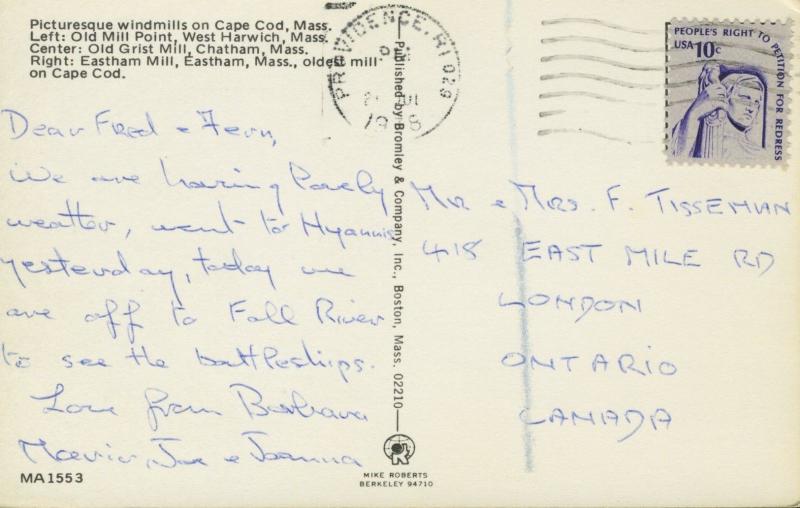 Picturesque windmills on Cape Cod, Mass.
Left: Old Mill Point, West Harwich, Mass.
Center: Old Grist Mill, Chatham, Mass.
Right: Eastham Mill, Eastham, Mass., oldest mill
on Cape Cod.
PROVIDENCE, RI 029
1978
PEOPLE'S RIGHT TO PETITION FOR REDRESS
USA 10c
Dear Fred & Fern,
We are having lovely
weather, went to Hyannis
yesterday, today we
are off to Fall River
to see the battleships.
Love from Barbara
Joe & Joanna
Published by Bromley & Company, Inc., Boston, Mass. 02210
Mr & Mrs. F. TISSEMAN
418 EAST MILE RD
LONDON
ONTARIO
CANADA
MA1553
MIKE ROBERTS
BERKELEY 94710